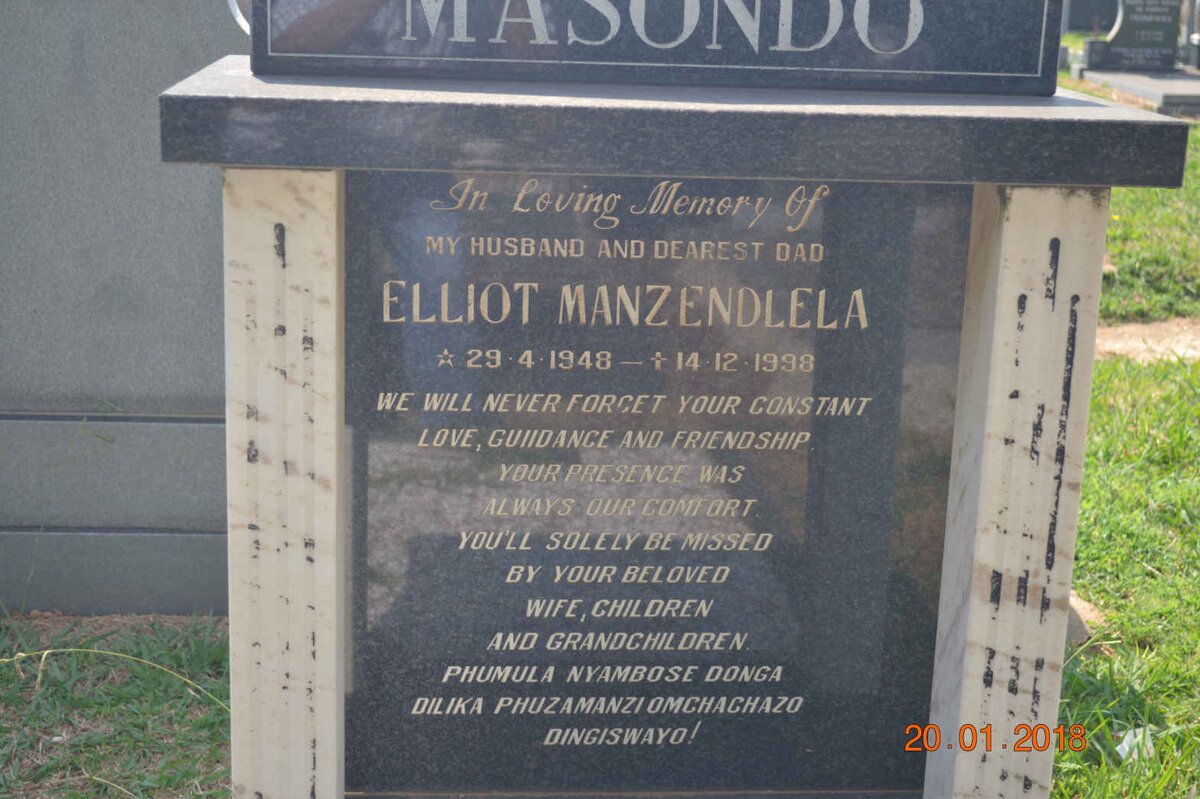 MASONDO
In Loving Memory Of
MY HUSBAND AND DEAREST DAD
ELLIOT MANZENDLELA
☆ 29·4·1948 – † 14·12·1998
WE WILL NEVER FORGET YOUR CONSTANT
LOVE, GUIIDANCE AND FRIENDSHIP.
YOUR PRESENCE WAS
ALWAYS OUR COMFORT.
YOU'LL SOLELY BE MISSED
BY YOUR BELOVED
WIFE, CHILDREN
AND GRANDCHILDREN.
PHUMULA NYAMBOSE DONGA
DILIKA PHUZAMANZI OMCHACHAZO
DINGISWAYO!
20.01.2018